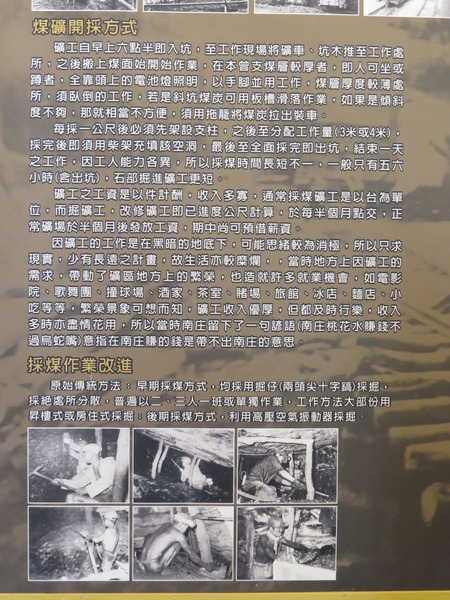 煤礦開採方式
礦工自早上六點半即入坑，至工作現場將礦車、坑木推至工作處
所，之後搬上煤面始開始作業，在本曾支煤層較厚者，即人可坐或
蹲者，全靠頭上的電池燈照明，以手腳並用工作，煤層厚度較薄處
所，須臥倒的工作，若是斜坑煤炭可用板槽滑落作業，如果是傾斜
度不夠，那就相當不方便，須用拖籠將煤炭拉出裝車。
每採一公尺後必須先架設支柱，之後至分配工作量(3米或4米)，
採完後即須用柴架充填該空洞，最後至全面採完即出坑，結束一天
之工作，因工人能力各異，所以採煤時間長短不一，一般只有五六
小時(含出坑)，石部掘進礦工更短。
礦工之工資是以件計酬，收入多寡，通常採煤礦工是以台為單
位，而掘礦工，改修礦工即已進度公尺計算，於每半個月點交，正
常礦場於半個月後發放工資，期中尚可預借薪資。
因礦工的工作是在黑暗的地底下，可能思緒較為消極，所以只求
現實，少有長遠之計畫，故生活亦較糜爛，，當時地方上因礦工的
需求，帶動了礦區地方上的繁榮，也造就許多就業機會，如電影
院、歌舞團、撞球場、酒家、茶室、賭場、旅館、冰店、麵店、小
吃等等，繁榮景象可想而知，礦工收入優厚，但都及時行樂，收入
多時亦盡情花用，所以當時南庄留下了一句諺語(南庄桃花水賺錢不
過烏蛇嘴)意指在南庄賺的錢是帶不出南庄的意思。
採煤作業改進
原始傳統方法：早期採煤方式，均採用掘仔(兩頭尖十字鎬)採掘，
採掘處所分散，普遍以二、三人一班或單獨作業，工作方法大部份用
昇樓式或房住式採掘；後期採煤方式，利用高壓空氣振動器採掘。